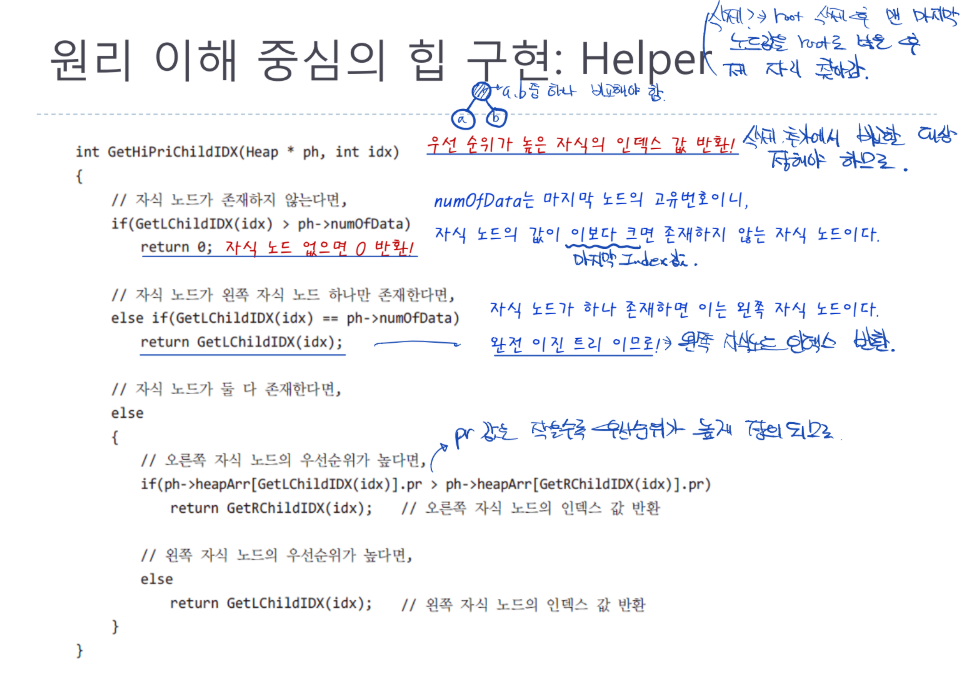 원리 이해 중심의 힙 구현: Helper
삭제?→ root 삭제 후 맨 마지막
노드값을 root로 넣은 후
제 자리 찾아감.
a, b중 하나 비교해야 함.
a
b
int GetHiPriChildIDX(Heap * ph, int idx)
우선 순위가 높은 자식의 인덱스 값 반환!
삭제 추가에서 비교할 대상
정해야 하므로.
{
// 자식 노드가 존재하지 않는다면,
numOfData는 마지막 노드의 고유번호이니,
if(GetLChildIDX(idx) > ph->numOfData)
자식 노드의 값이 이보다 크면 존재하지 않는 자식 노드이다.
return 0; 자식 노드 없으면 0 반환!
마지막 Index값.
// 자식 노드가 왼쪽 자식 노드 하나만 존재한다면,
자식 노드가 하나 존재하면 이는 왼쪽 자식 노드이다.
else if(GetLChildIDX(idx) == ph->numOfData)
return GetLChildIDX(idx);
완전 이진 트리 이므로!→ 왼쪽 자식노드 인덱스 반환.
// 자식 노드가 둘 다 존재한다면,
else
{
pr 값은 작을수록 우선순위가 높게 정의 되므로
// 오른쪽 자식 노드의 우선순위가 높다면,
if(ph->heapArr[GetLChildIDX(idx)].pr > ph->heapArr[GetRChildIDX(idx)].pr)
return GetRChildIDX(idx); // 오른쪽 자식 노드의 인덱스 값 반환
// 왼쪽 자식 노드의 우선순위가 높다면,
else
return GetLChildIDX(idx); // 왼쪽 자식 노드의 인덱스 값 반환
}
}